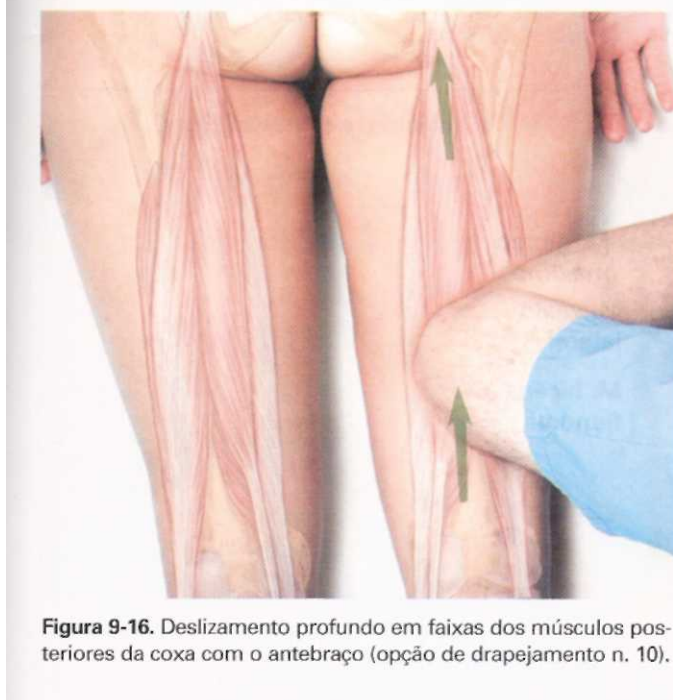 Figura 9-16. Deslizamento profundo em faixas dos músculos pos-
teriores da coxa com o antebraço (opção de drapejamento n. 10).